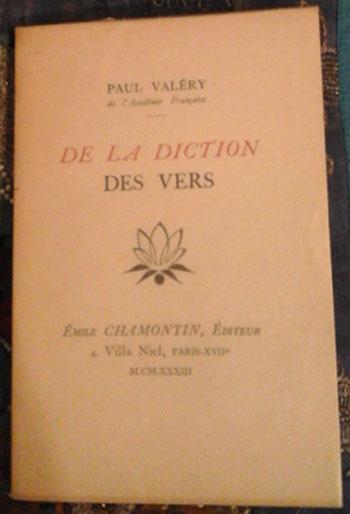 PAUL VALÉRY
de l'Académie Française
DE LA DICTION
DES VERS
ÉMILE CHAMONTIN, ÉDITEUR
4, Villa Niel, PARIS-XVIIe
M.CM.XXXIII